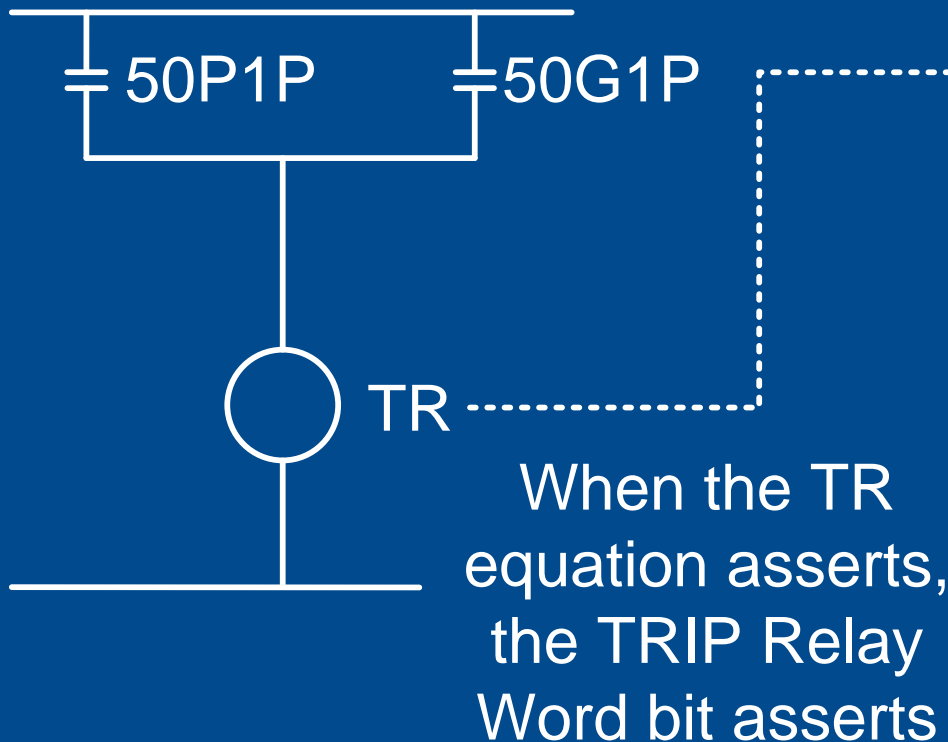 50P1P 50G1P
TR
When the TR
equation asserts,
the TRIP Relay
Word bit asserts